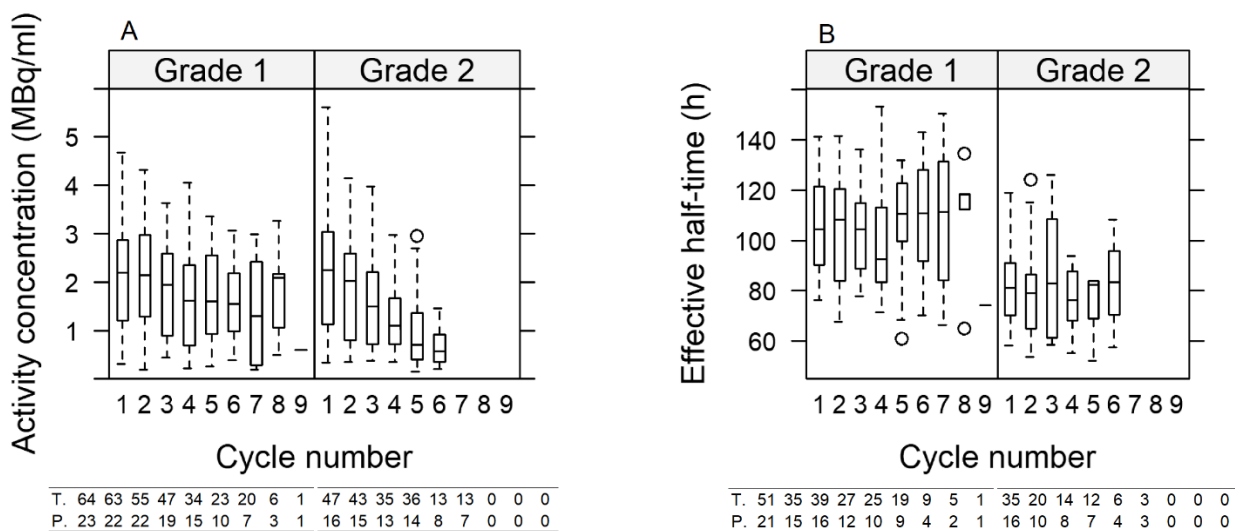 A
Grade 1 Grade 2
Activity concentration (MBq/ml)
5
4
3
2
1
1 2 3 4 5 6 7 8 9 1 2 3 4 5 6 7 8 9
Cycle number
T. 64 63 55 47 34 23 20 6 1 47 43 35 36 13 13 0 0 0
P. 23 22 22 19 15 10 7 3 1 16 15 13 14 8 7 0 0 0
B
Grade 1 Grade 2
Effective half-time (h)
140
120
100
80
60
1 2 3 4 5 6 7 8 9 1 2 3 4 5 6 7 8 9
Cycle number
T. 51 35 39 27 25 19 9 5 1 35 20 14 12 6 3 0 0 0
P. 21 15 16 12 10 9 4 2 1 16 10 8 7 4 3 0 0 0